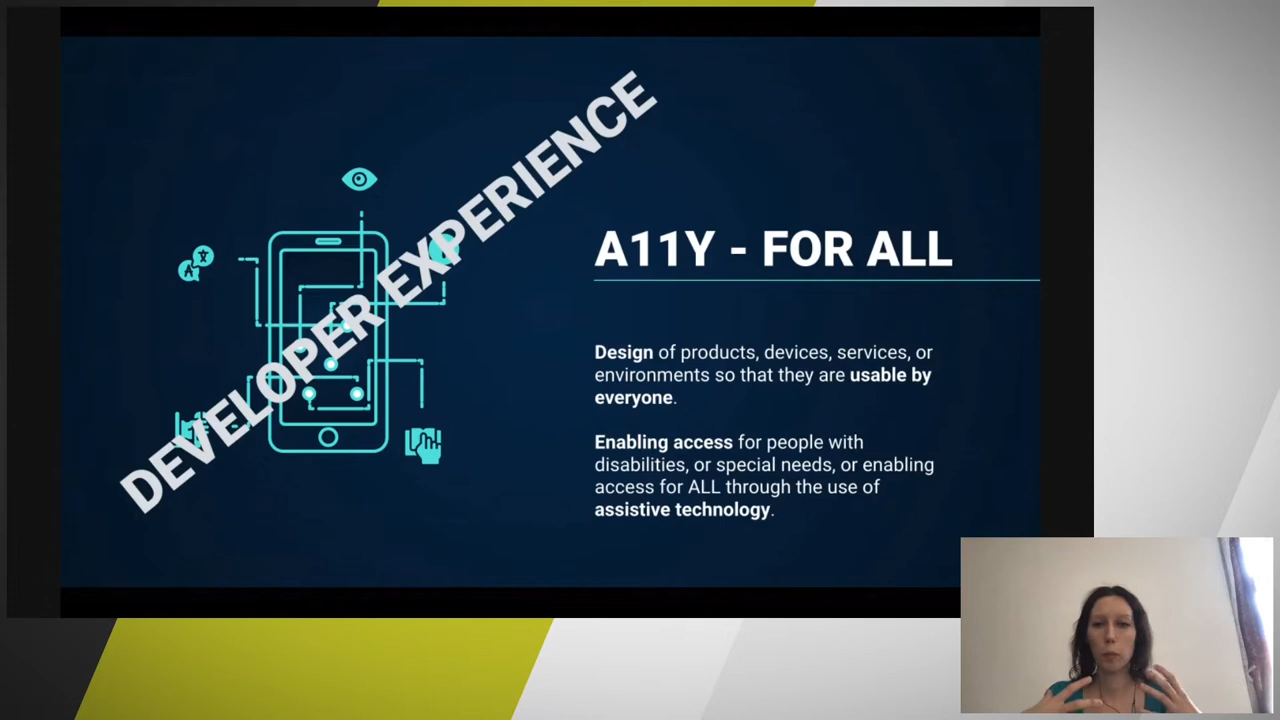 DEVELOPER EXPERIENCE
A11Y - FOR ALL
Design of products, devices, services, or
environments so that they are usable by
everyone.
Enabling access for people with
disabilities, or special needs, or enabling
access for ALL through the use of
assistive technology.